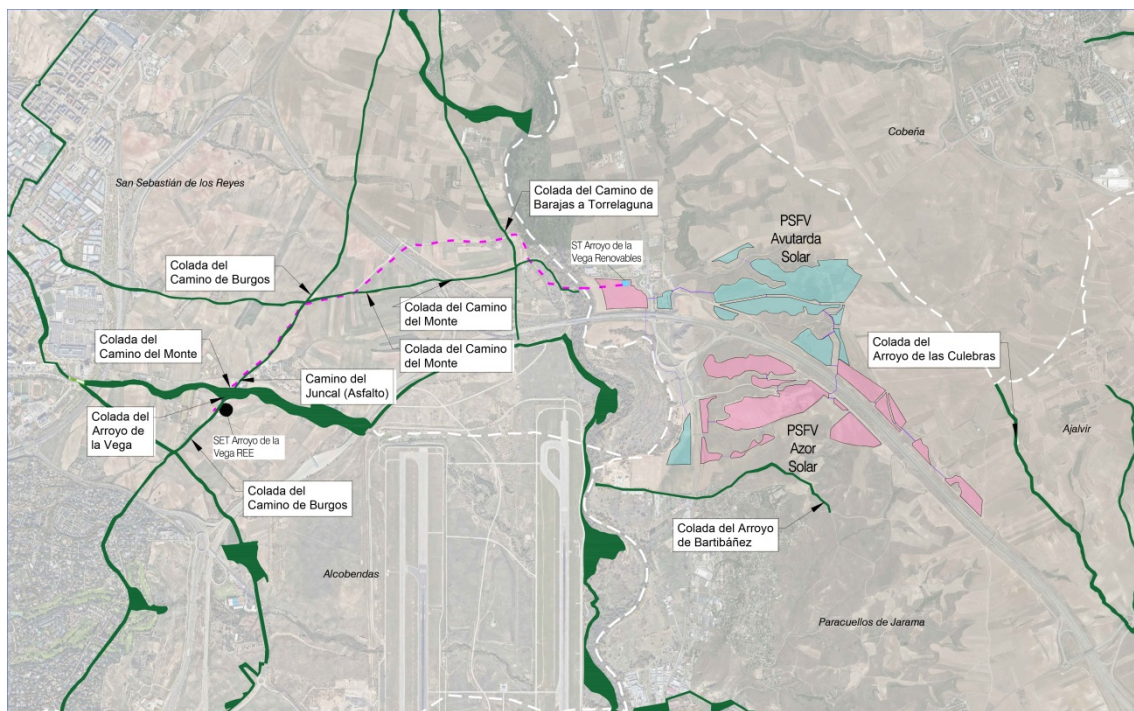 Cobeña
San Sebastián de los Reyes
Colada del Camino de
Barajas a Torrelaguna
PSFV
Avutarda
Solar
ST Arroyo de la
Vega Renovables
Colada del
Camino de Burgos
Colada del Camino
del Monte
Colada del
Camino del Monte
Colada del Camino
del Monte
Colada del
Arroyo de las Culebras
Camino del
Juncal (Asfalto)
Colada del
Arroyo de
la Vega
SET Arroyo de la
Vega REE
PSFV
Azor
Solar
Ajalvir
Colada del
Camino de Burgos
Colada del Arroyo
de Bartibáñez
Alcobendas
Paracuellos de Jarama